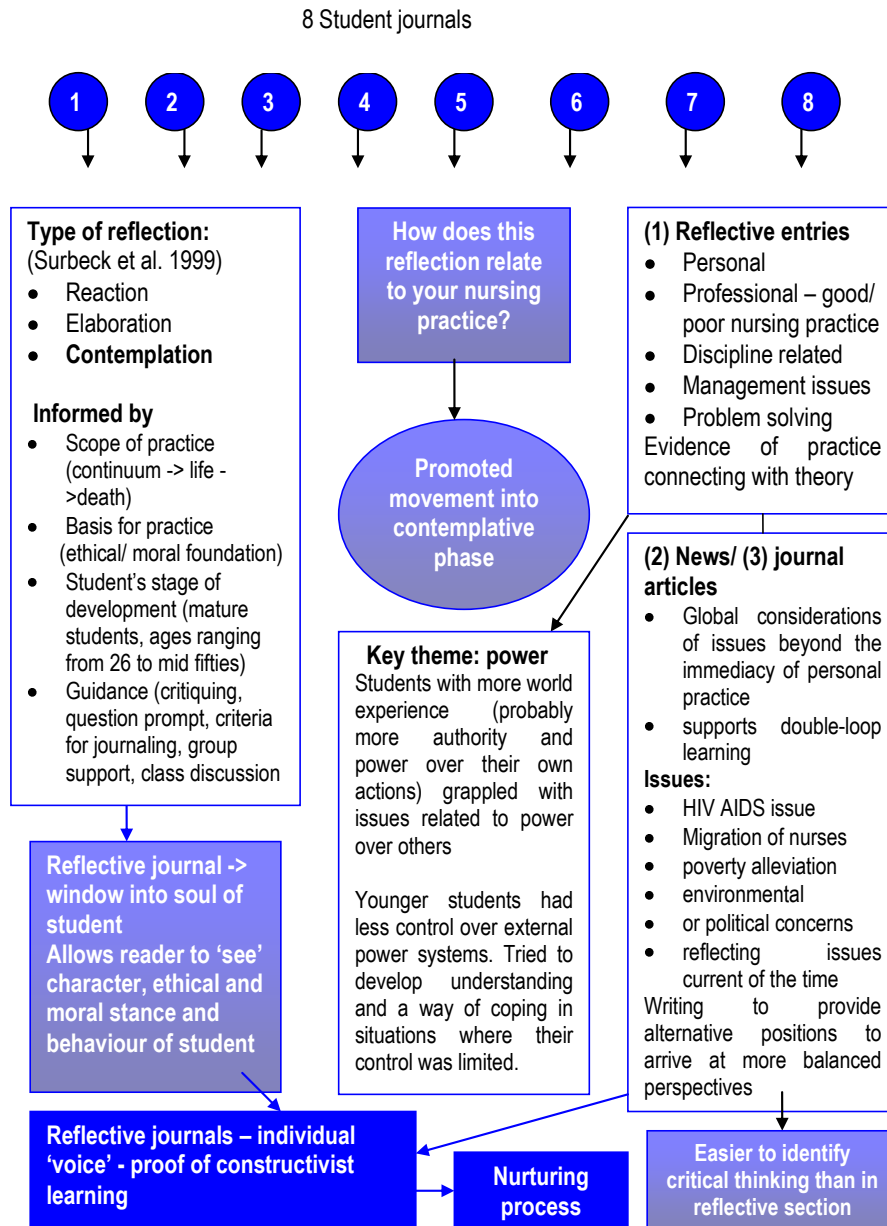 8 Student journals
1 2 3 4 5 6 7 8
Type of reflection:
(Surbeck et al. 1999)
● Reaction
● Elaboration
● Contemplation
Informed by
● Scope of practice
(continuum -> life -
>death)
● Basis for practice
(ethical/ moral foundation)
● Student’s stage of
development (mature
students, ages ranging
from 26 to mid fifties)
● Guidance (critiquing,
question prompt, criteria
for journaling, group
support, class discussion
Reflective journal ->
window into soul of
student
Allows reader to ‘see’
character, ethical and
moral stance and
behaviour of student
How does this
reflection relate
to your nursing
practice?
Promoted
movement into
contemplative
phase
Key theme: power
Students with more world
experience (probably
more authority and
power over their own
actions) grappled with
issues related to power
over others
Younger students had
less control over external
power systems. Tried to
develop understanding
and a way of coping in
situations where their
control was limited.
(1) Reflective entries
● Personal
● Professional – good/
poor nursing practice
● Discipline related
● Management issues
● Problem solving
Evidence of practice
connecting with theory
(2) News/ (3) journal
articles
● Global considerations
of issues beyond the
immediacy of personal
practice
● supports double-loop
learning
Issues:
● HIV AIDS issue
● Migration of nurses
● poverty alleviation
● environmental
● or political concerns
● reflecting issues
current of the time
Writing to provide
alternative positions to
arrive at more balanced
perspectives
Reflective journals – individual
‘voice’ - proof of constructivist
learning
Nurturing
process
Easier to identify
critical thinking than in
reflective section